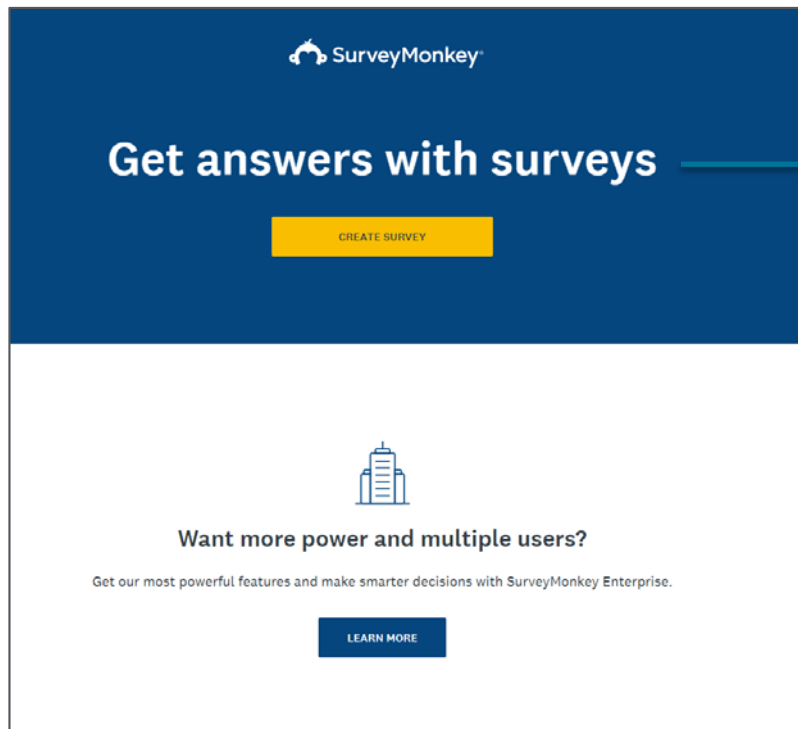 SurveyMonkey®
Get answers with surveys
CREATE SURVEY
Want more power and multiple users?
Get our most powerful features and make smarter decisions with SurveyMonkey Enterprise.
LEARN MORE